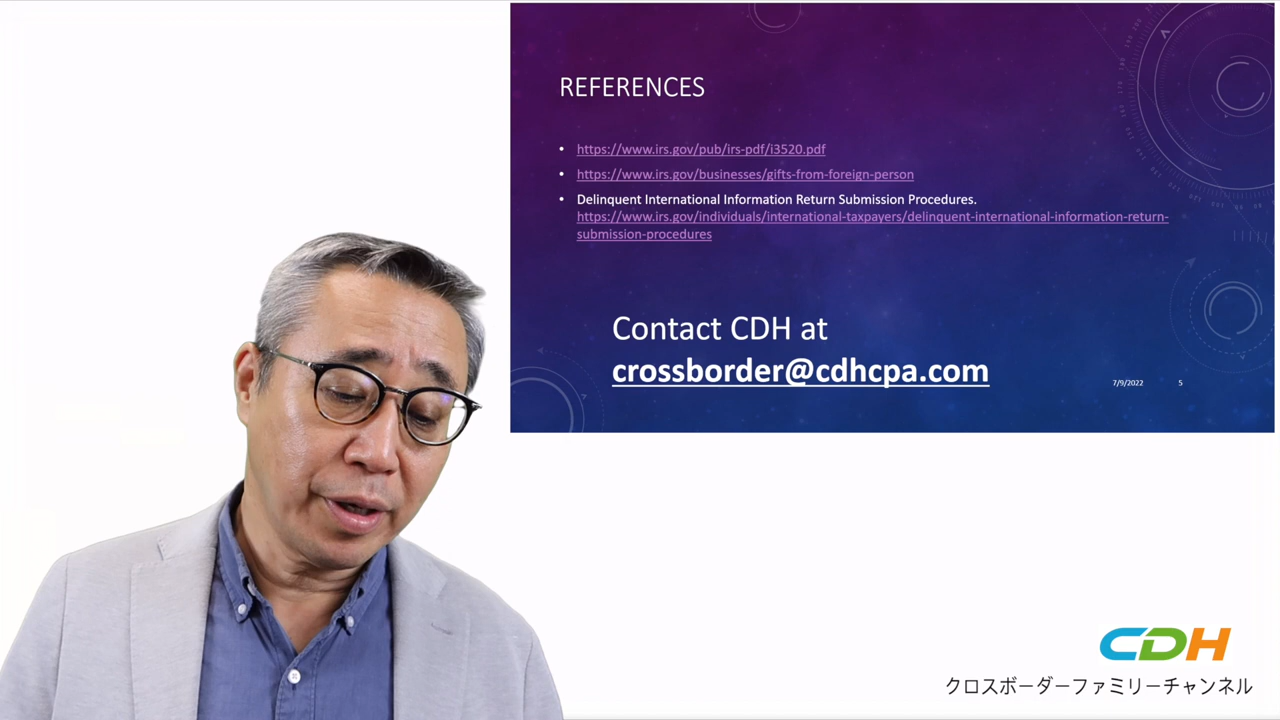 REFERENCES
• https://www.irs.gov/pub/irs-pdf/i3520.pdf
• https://www.irs.gov/businesses/gifts-from-foreign-person
• Delinquent International Information Return Submission Procedures.
https://www.irs.gov/individuals/international-taxpayers/delinquent-international-information-return-
submission-procedures
Contact CDH at
crossborder@cdhcpa.com
7/9/2022 5
CDH
クロスボーダーファミリーチャンネル